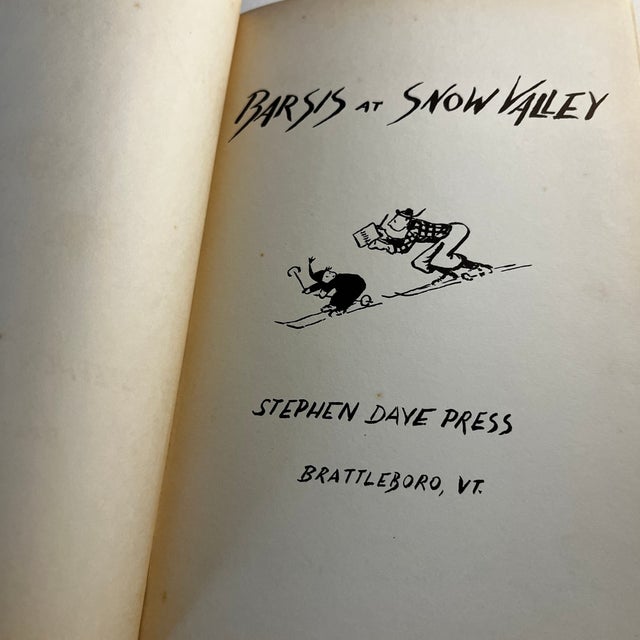 BARSIS AT SNOW VALLEY
STEPHEN DAYE PRESS
BRATTLEBORO, VT.